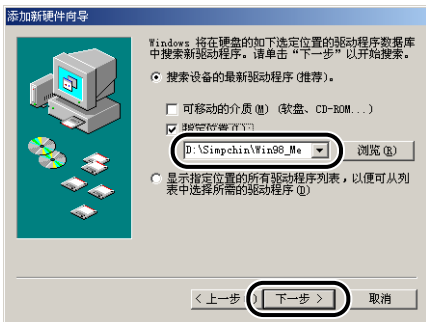 添加新硬件向导
Windows 将在硬盘的如下选定位置的驱动程序数据库
中搜索新驱动程序。请单击“下一步”以开始搜索。
搜索设备的最新驱动程序(推荐)。
可移动的介质(M) (软盘、CD-ROM...)
指定位置(L):
D:\Simpchin\Win98_Me
浏览(R)
显示指定位置的所有驱动程序列表，以便可从列
表中选择所需的驱动程序(D)
< 上一步
下一步 >
取消